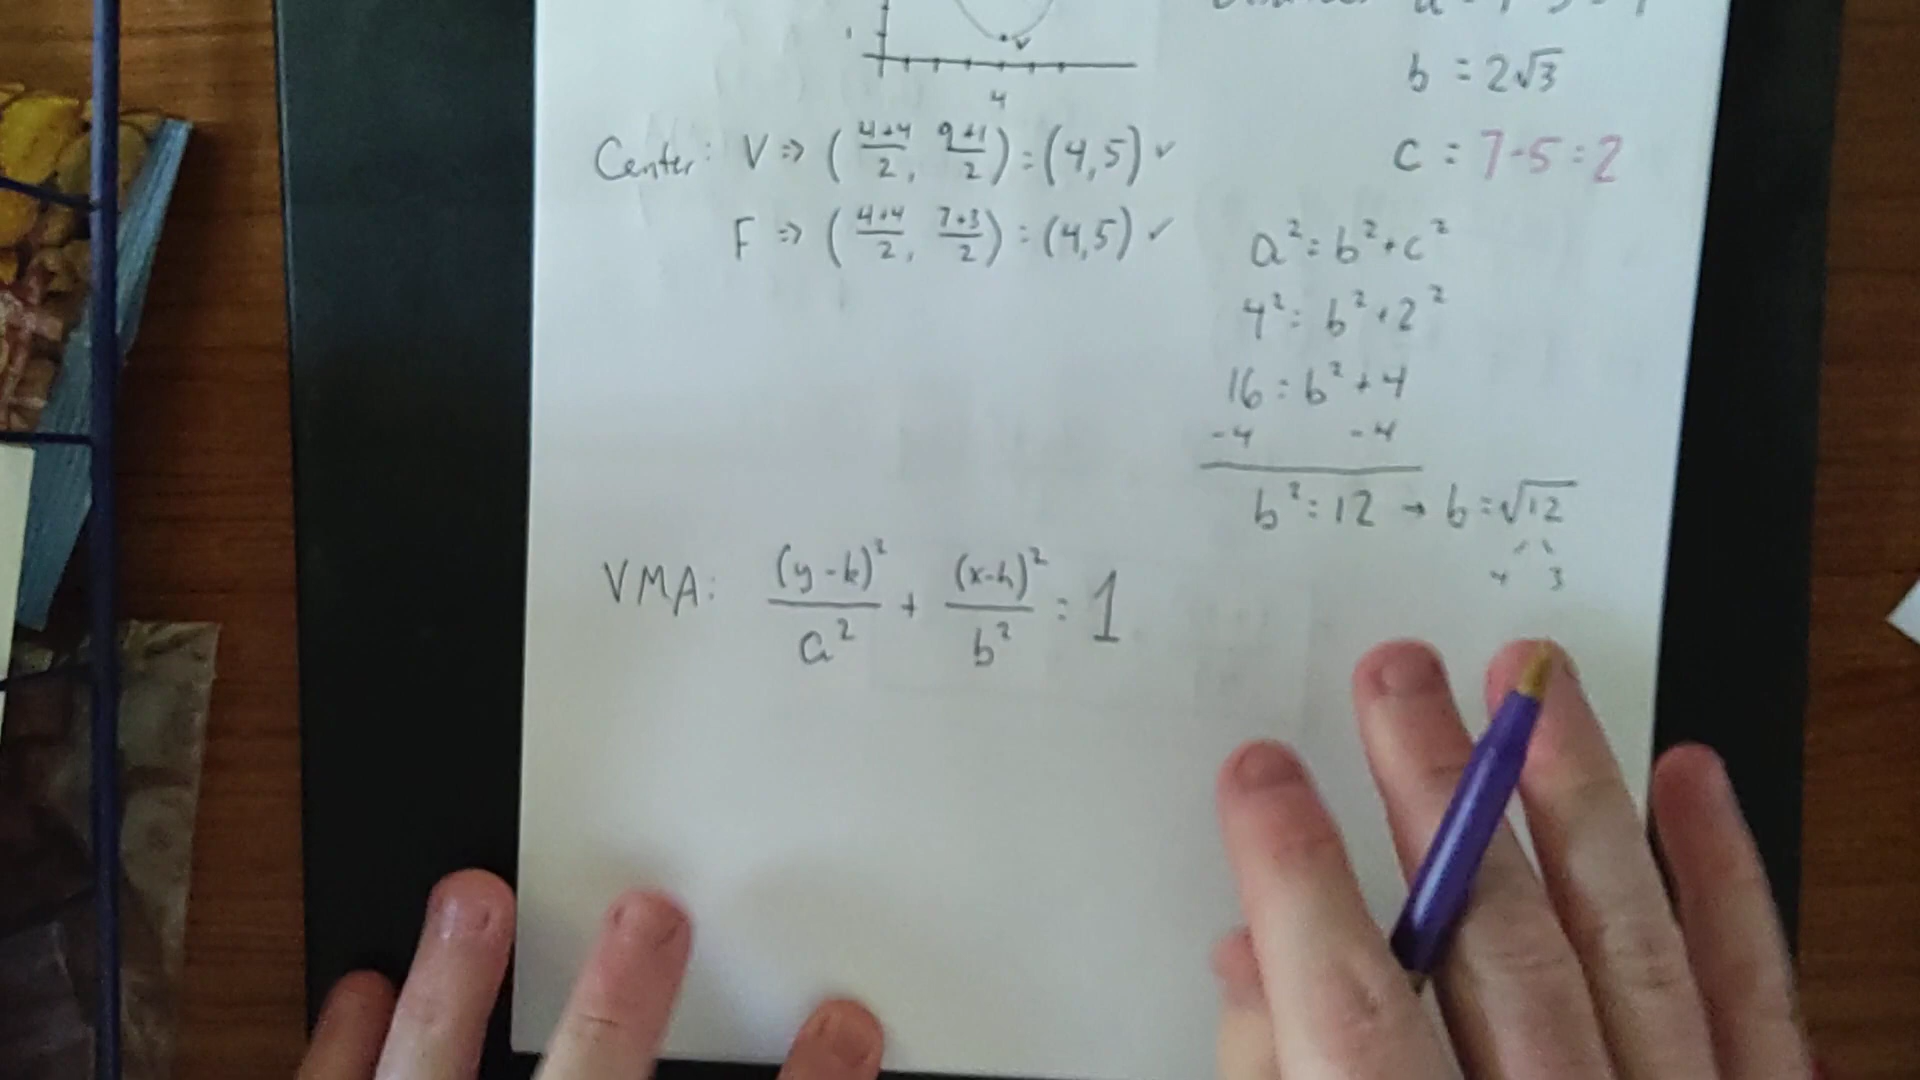 1
V
4
b = 2√3
Center: V => ( (4+4)/2, (9+1)/2 ) = (4,5) ✓
c = 7-5 = 2
F => ( (4+4)/2, (7+3)/2 ) = (4,5) ✓
a² = b² + c²
4² = b² + 2²
16 = b² + 4
-4 -4
b² = 12 → b = √12
4 3
VMA: (y-k)²/a² + (x-h)²/b² = 1